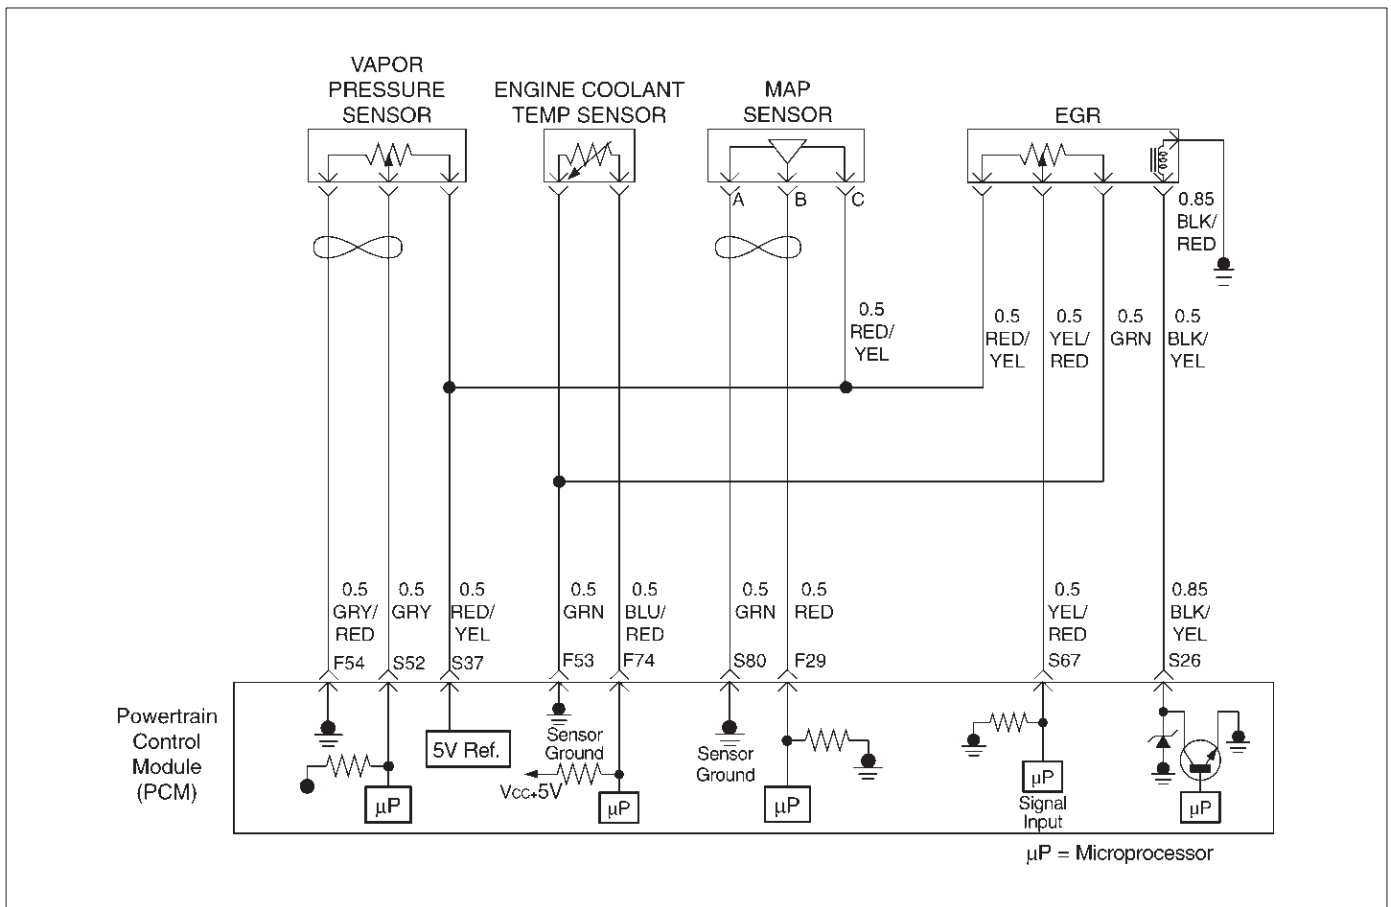 VAPOR
PRESSURE
SENSOR
ENGINE COOLANT
TEMP SENSOR
MAP
SENSOR
EGR
A
B
C
0.85
BLK/
RED
0.5
RED/
YEL
0.5
RED/
YEL
0.5
YEL/
RED
0.5
GRN
0.5
BLK/
YEL
0.5
GRY/
RED
0.5
GRY
0.5
RED/
YEL
0.5
GRN
0.5
BLU/
RED
0.5
GRN
0.5
RED
0.5
YEL/
RED
0.85
BLK/
YEL
F54
S52
S37
F53
F74
S80
F29
S67
S26
Powertrain
Control
Module
(PCM)
5V Ref.
Sensor
Ground
Vcc+5V
Sensor
Ground
μP
μP
μP
μP
Signal
Input
μP
μP = Microprocessor